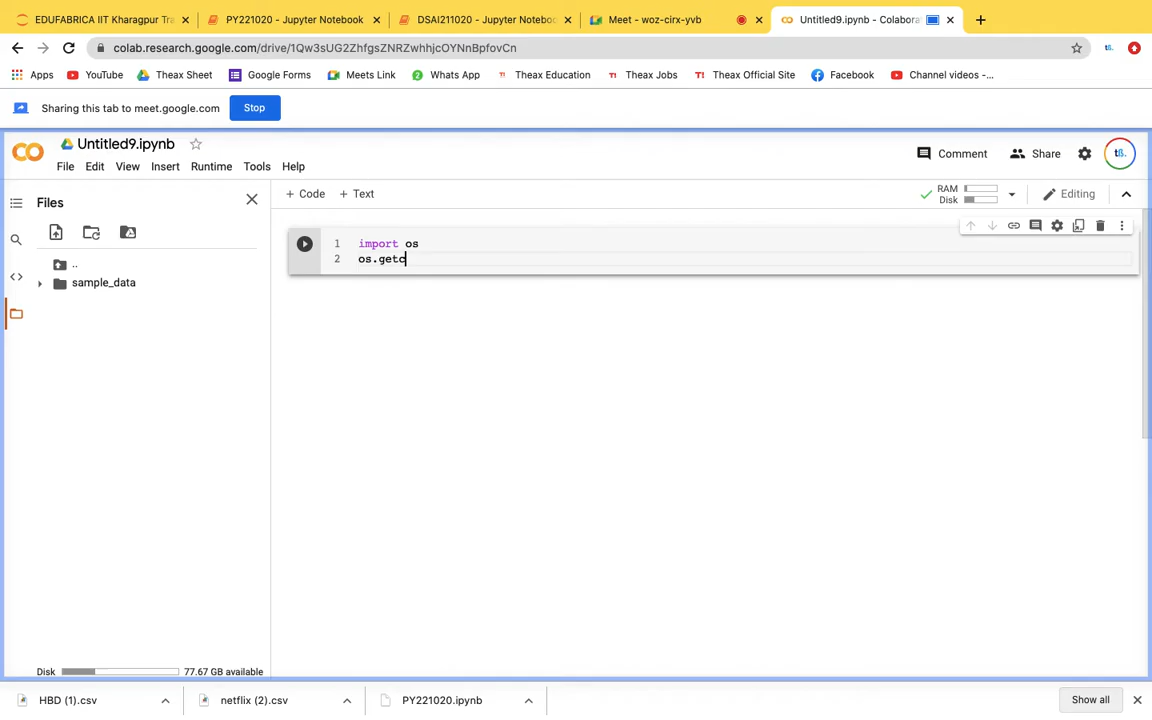 EDUFABRICA IIT Kharagpur Tra
PY221020 - Jupyter Notebook
DSAI211020 - Jupyter Noteboo
Meet - woz-cirx-yvb
Untitled9.ipynb - Colabora
colab.research.google.com/drive/1Qw3sUG2ZhfgsZNRZwhhjcOYNnBpfovCn
Apps
YouTube
Theax Sheet
Google Forms
Meets Link
Whats App
Theax Education
Theax Jobs
Theax Official Site
Facebook
Channel videos -...
Sharing this tab to meet.google.com
Stop
Untitled9.ipynb
File Edit View Insert Runtime Tools Help
Comment
Share
tß.
Files
+ Code + Text
RAM
Disk
Editing
..
sample_data
1 import os
2 os.getc
Disk 77.67 GB available
HBD (1).csv
netflix (2).csv
PY221020.ipynb
Show all